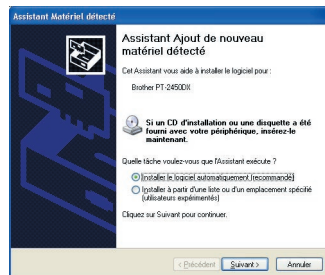 Assistant Matériel détecté
Assistant Ajout de nouveau
matériel détecté
Cet Assistant vous aide à installer le logiciel pour :
Brother PT-2450DX
Si un CD d'installation ou une disquette a été
fourni avec votre périphérique, insérez-le
maintenant.
Quelle tâche voulez-vous que l'Assistant exécute ?
Installer le logiciel automatiquement (recommandé)
Installer à partir d'une liste ou d'un emplacement spécifié
(utilisateurs expérimentés)
Cliquez sur Suivant pour continuer.
< Précédent
Suivant >
Annuler